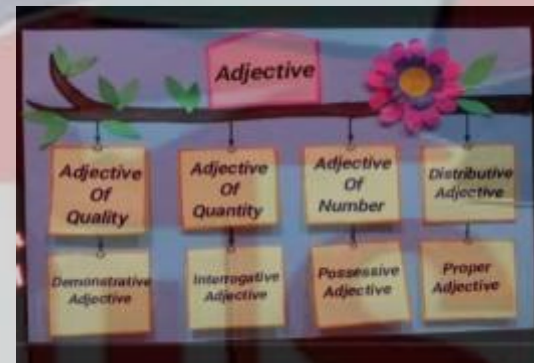 Adjective
Adjective
Of
Quality
Adjective
Of
Quantity
Adjective
Of
Number
Distributive
Adjective
Demonstrative
Adjective
Interrogative
Adjective
Possessive
Adjective
Proper
Adjective